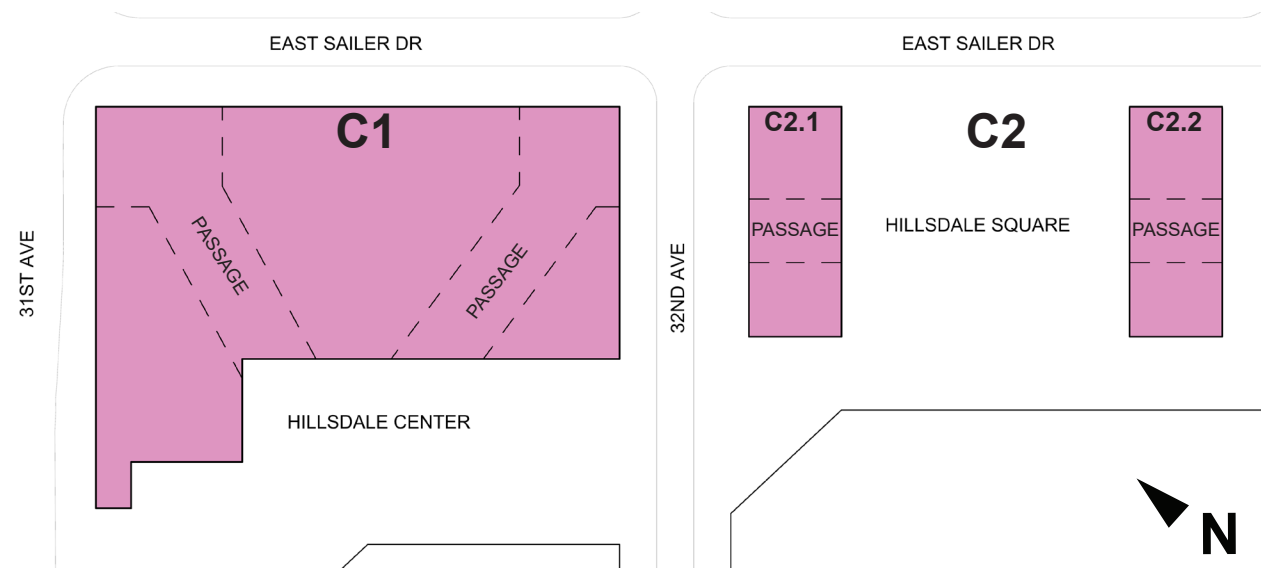 EAST SAILER DR
EAST SAILER DR
C1
C2.1
C2
C2.2
PASSAGE
PASSAGE
PASSAGE
HILLSDALE SQUARE
PASSAGE
31ST AVE
32ND AVE
HILLSDALE CENTER
N